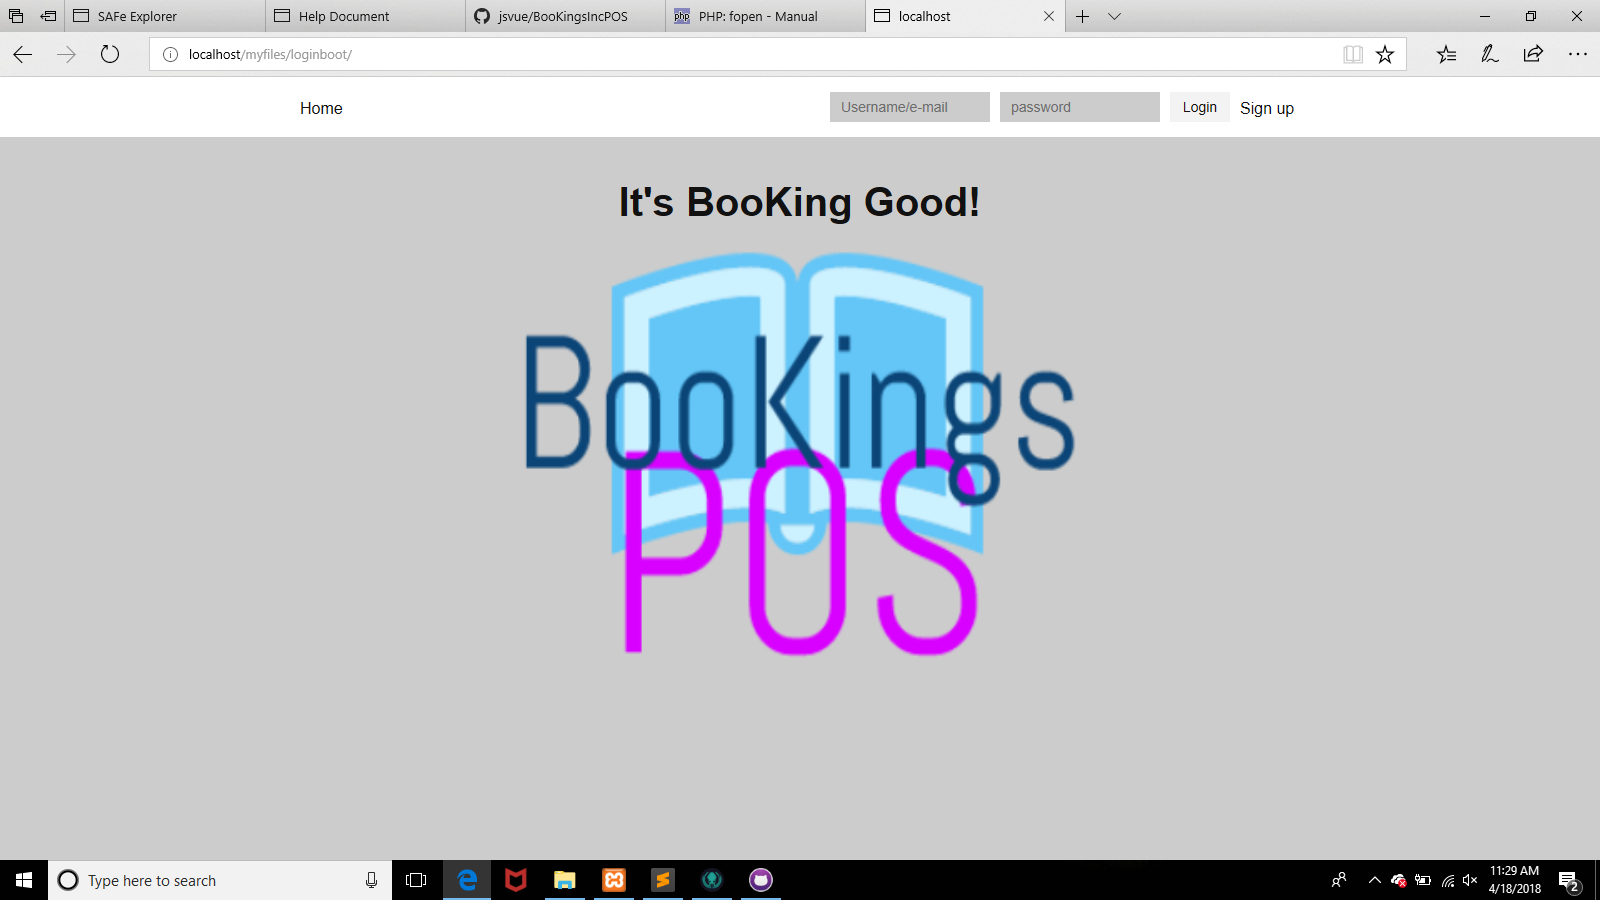 SAFe Explorer
Help Document
jsvue/BooKingsIncPOS
php PHP: fopen - Manual
localhost
localhost/myfiles/loginboot/
Home
Username/e-mail
password
Login
Sign up
It's BooKing Good!
BooKings
POS
Type here to search
11:29 AM
4/18/2018
2